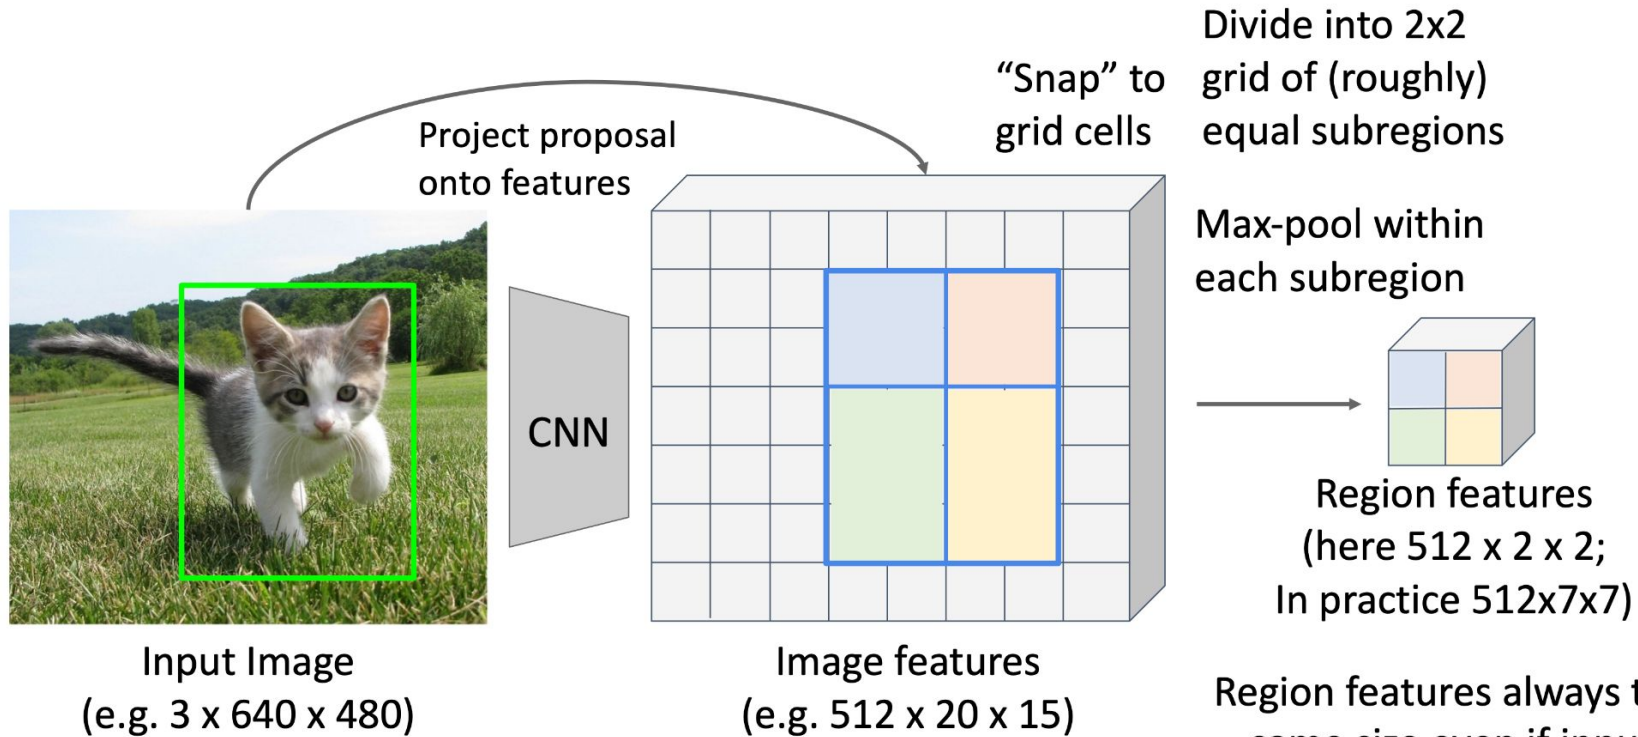 Divide into 2x2
grid of (roughly)
equal subregions
“Snap” to
grid cells
Project proposal
onto features
Max-pool within
each subregion
CNN
Region features
(here 512 x 2 x 2;
In practice 512x7x7)
Input Image
(e.g. 3 x 640 x 480)
Image features
(e.g. 512 x 20 x 15)
Region features always